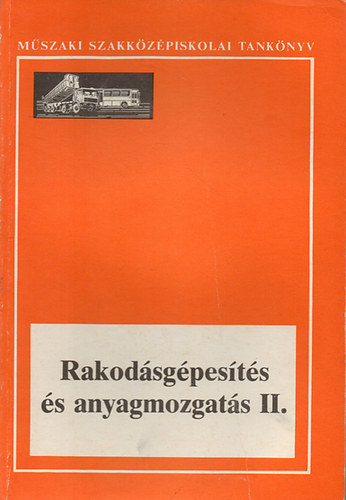 MŰSZAKI SZAKKÖZÉPISKOLAI TANKÖNYV
Rakodásgépesítés
és anyagmozgatás II.